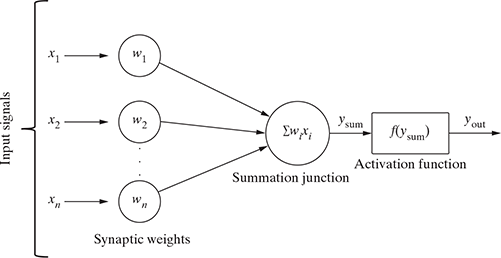 Input signals
x1
w1
x2
w2
.
.
.
xn
wn
Synaptic weights
Σwixi
Summation junction
ysum
f(ysum)
Activation function
yout